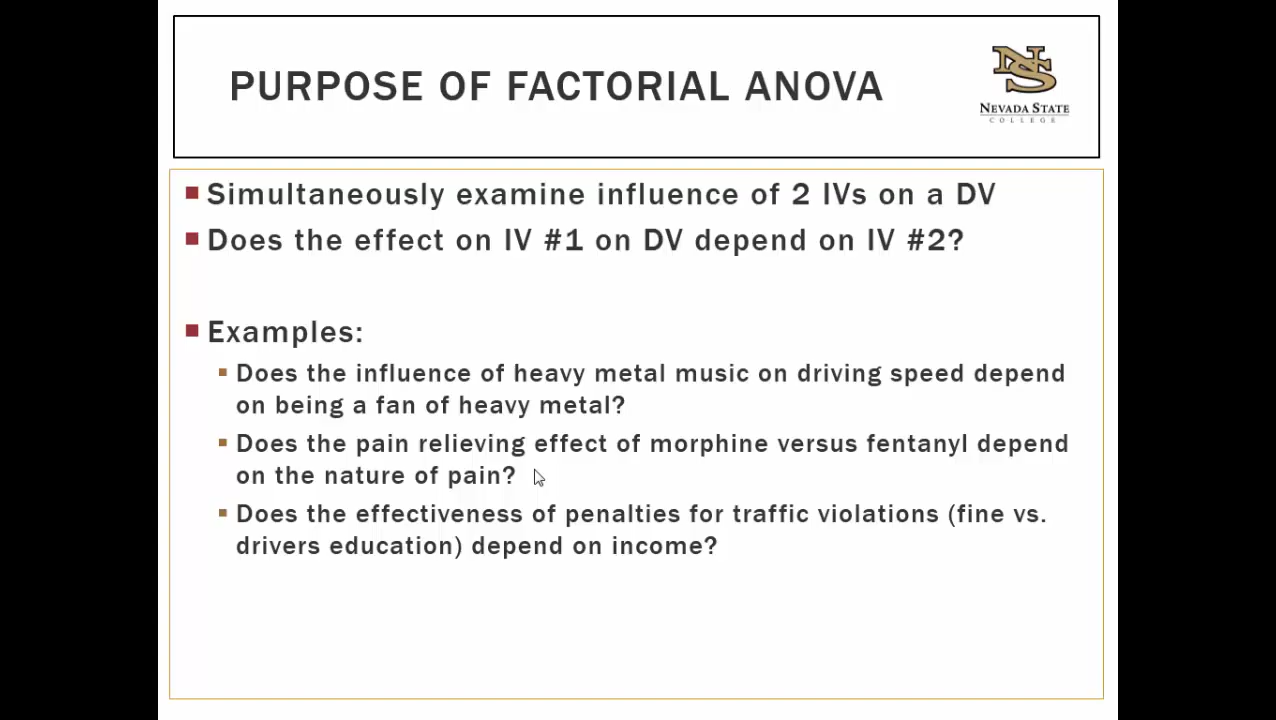 PURPOSE OF FACTORIAL ANOVA
NS
NEVADA STATE
COLLEGE
Simultaneously examine influence of 2 IVs on a DV
Does the effect on IV #1 on DV depend on IV #2?
Examples:
Does the influence of heavy metal music on driving speed depend
on being a fan of heavy metal?
Does the pain relieving effect of morphine versus fentanyl depend
on the nature of pain?
Does the effectiveness of penalties for traffic violations (fine vs.
drivers education) depend on income?